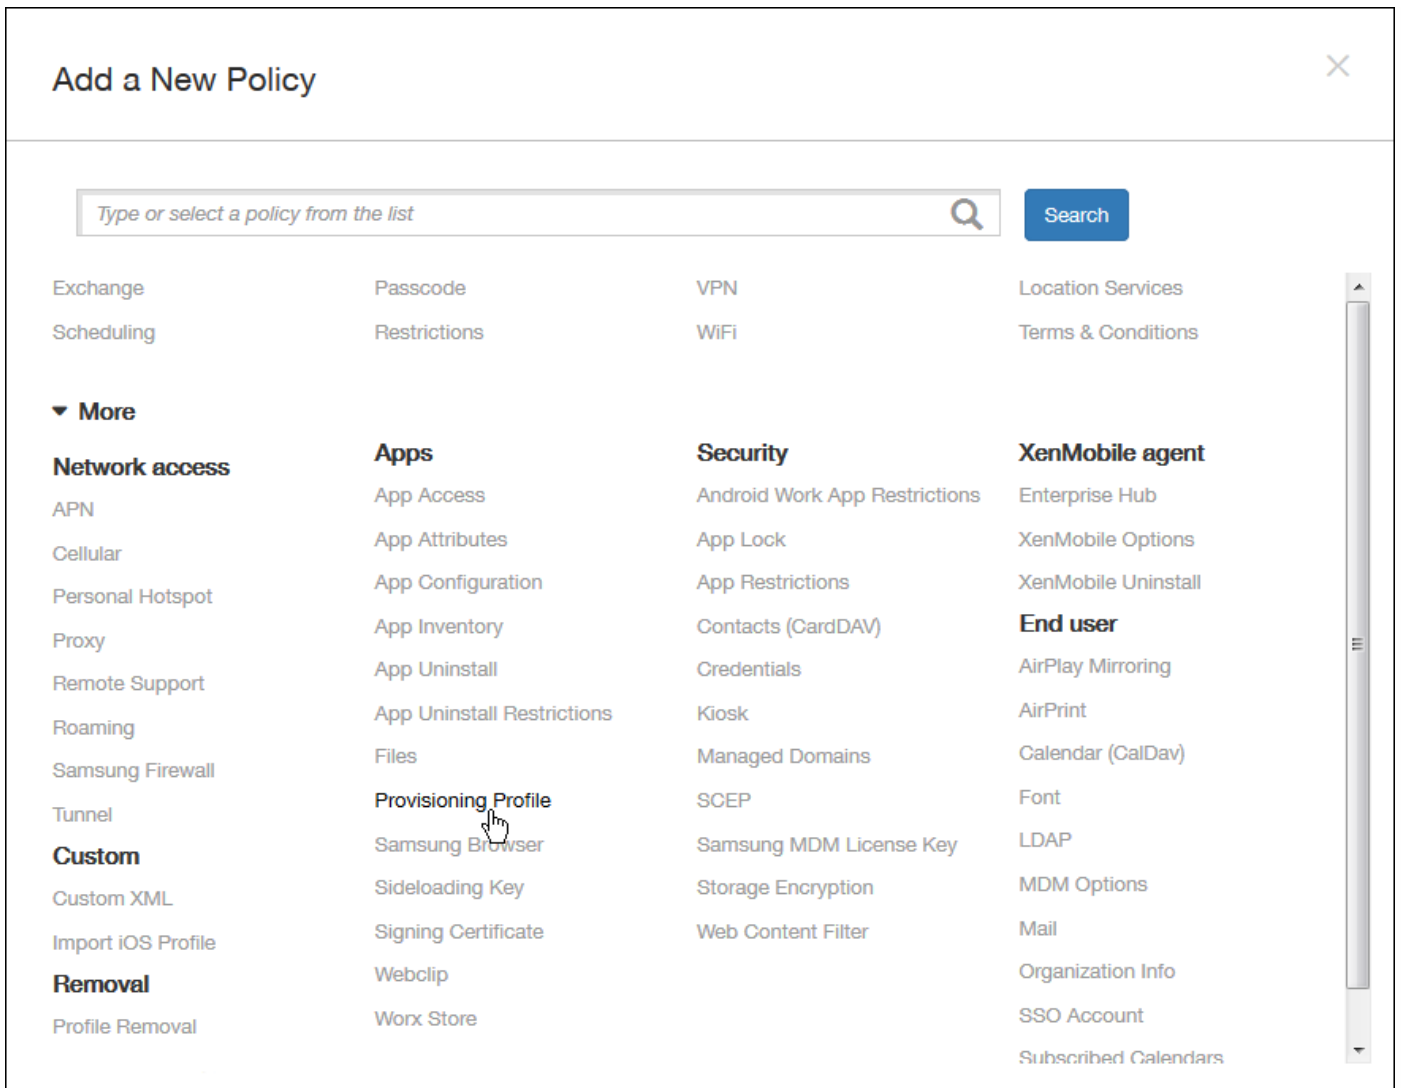 Add a New Policy
Type or select a policy from the list
Search
Exchange
Passcode
VPN
Location Services
Scheduling
Restrictions
WiFi
Terms & Conditions
More
Network access
APN
Cellular
Personal Hotspot
Proxy
Remote Support
Roaming
Samsung Firewall
Tunnel
Custom
Custom XML
Import iOS Profile
Removal
Profile Removal
Apps
App Access
App Attributes
App Configuration
App Inventory
App Uninstall
App Uninstall Restrictions
Files
Provisioning Profile
Samsung Browser
Sideloading Key
Signing Certificate
Webclip
Worx Store
Security
Android Work App Restrictions
App Lock
App Restrictions
Contacts (CardDAV)
Credentials
Kiosk
Managed Domains
SCEP
Samsung MDM License Key
Storage Encryption
Web Content Filter
XenMobile agent
Enterprise Hub
XenMobile Options
XenMobile Uninstall
End user
AirPlay Mirroring
AirPrint
Calendar (CalDav)
Font
LDAP
MDM Options
Mail
Organization Info
SSO Account
Subscribed Calendars